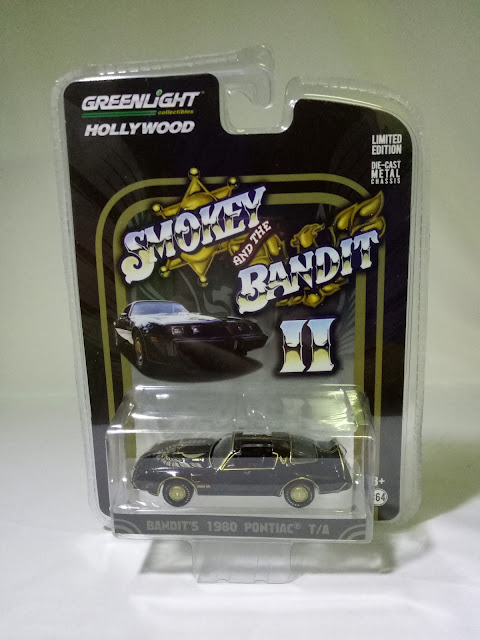 GREENLIGHT
collectibles
HOLLYWOOD
LIMITED
EDITION
DIE-CAST
METAL
CHASSIS
SMOKEY
AND THE
BANDIT
II
BANDIT'S 1980 PONTIAC® T/A